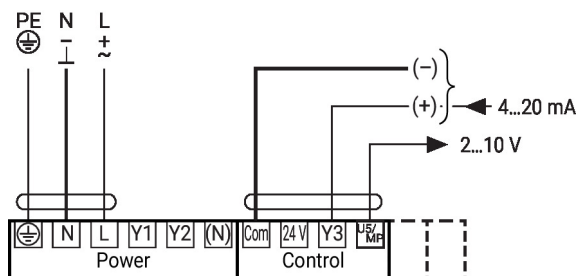 PE N L
– +
⊥ ~
(–)
(+) 4...20 mA
2...10 V
N L Y1 Y2 (N) Com 24 V Y3 U5/
MP
Power Control